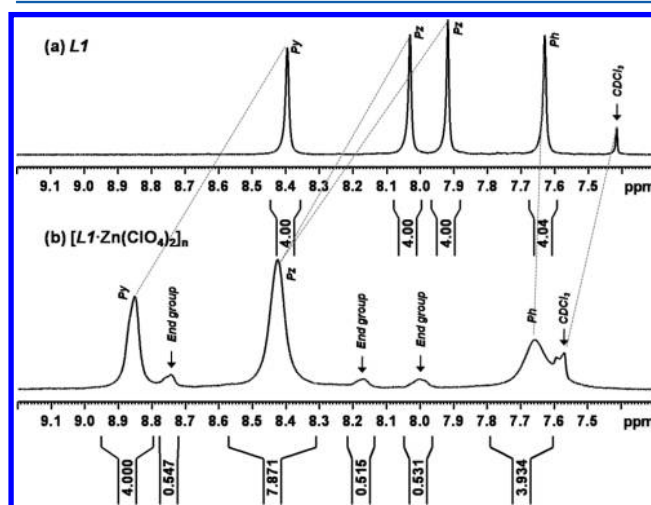 (a) L1
Py
Pz
Pz
Ph
CDCl3
9.1 9.0 8.9 8.8 8.7 8.6 8.5 8.4 8.3 8.2 8.1 8.0 7.9 7.8 7.7 7.6 7.5 ppm
4.00 4.00 4.00 4.04
(b) [L1·Zn(ClO4)2]n
Py
End group
Pz
End group
End group
Ph
CDCl3
9.1 9.0 8.9 8.8 8.7 8.6 8.5 8.4 8.3 8.2 8.1 8.0 7.9 7.8 7.7 7.6 7.5 ppm
4.000 0.547 7.871 0.515 0.531 3.934